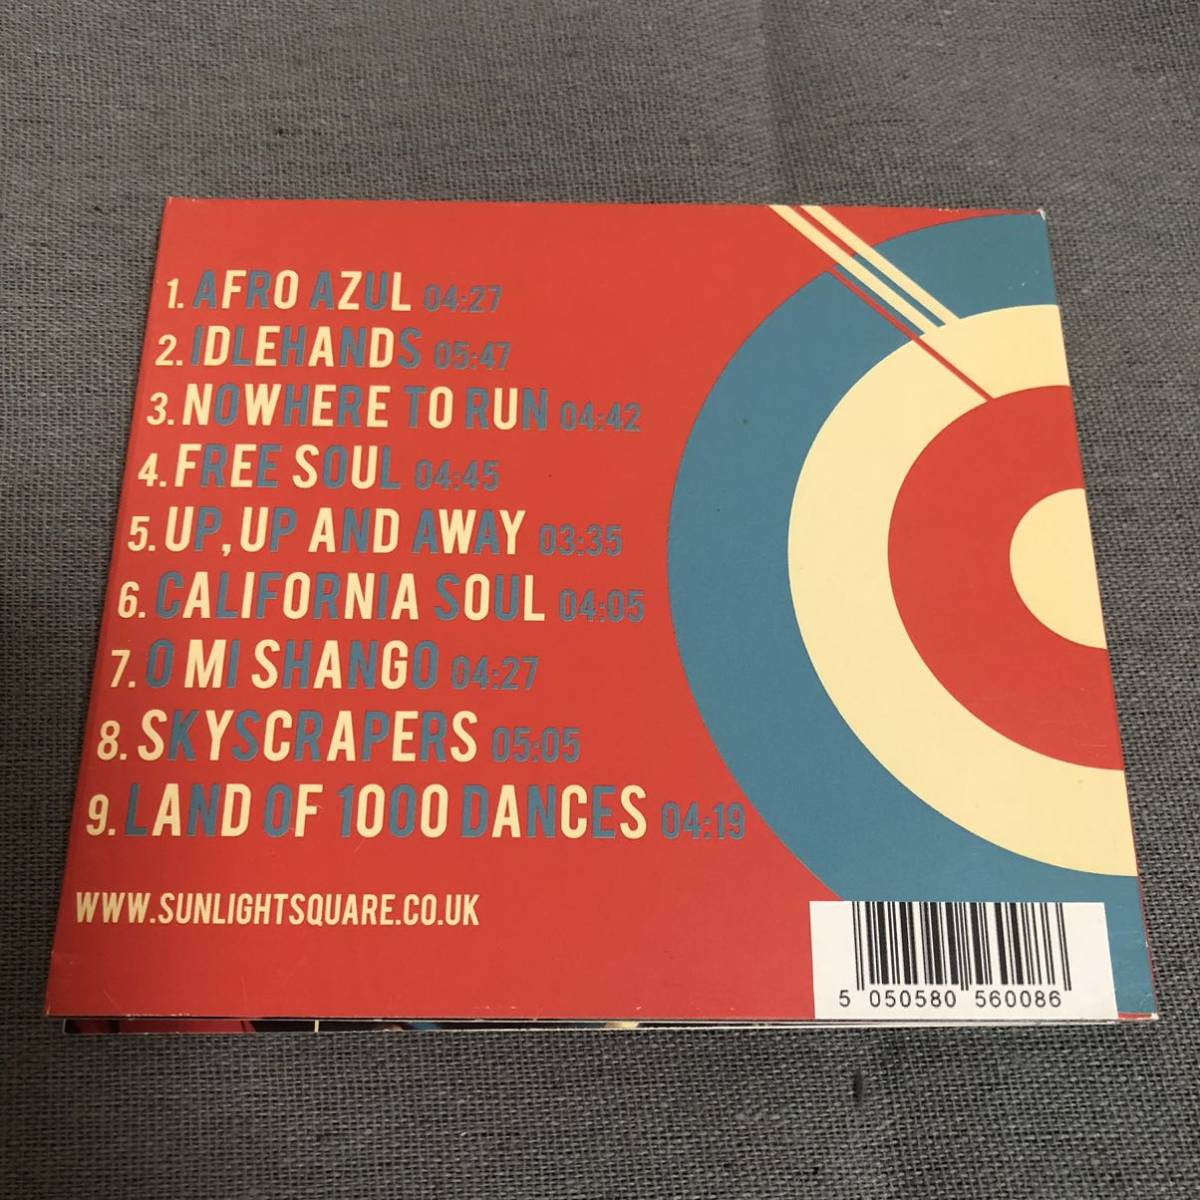 1. AFRO AZUL 04:27
2. IDLEHANDS 05:47
3. NOWHERE TO RUN 04:42
4. FREE SOUL 04:45
5. UP, UP AND AWAY 03:35
6. CALIFORNIA SOUL 04:05
7. O MI SHANGO 04:27
8. SKYSCRAPERS 05:05
9. LAND OF 1000 DANCES 04:19
WWW.SUNLIGHTSQUARE.CO.UK
5 050580 560086